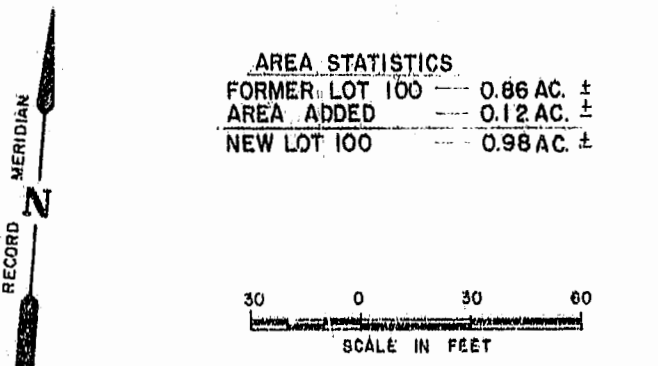 AREA STATISTICS
FORMER LOT 100 — 0.86 AC. ±
AREA ADDED — 0.12 AC. ±
NEW LOT 100 — 0.98 AC. ±
RECORD MERIDIAN
N
30 0 30 60
SCALE IN FEET